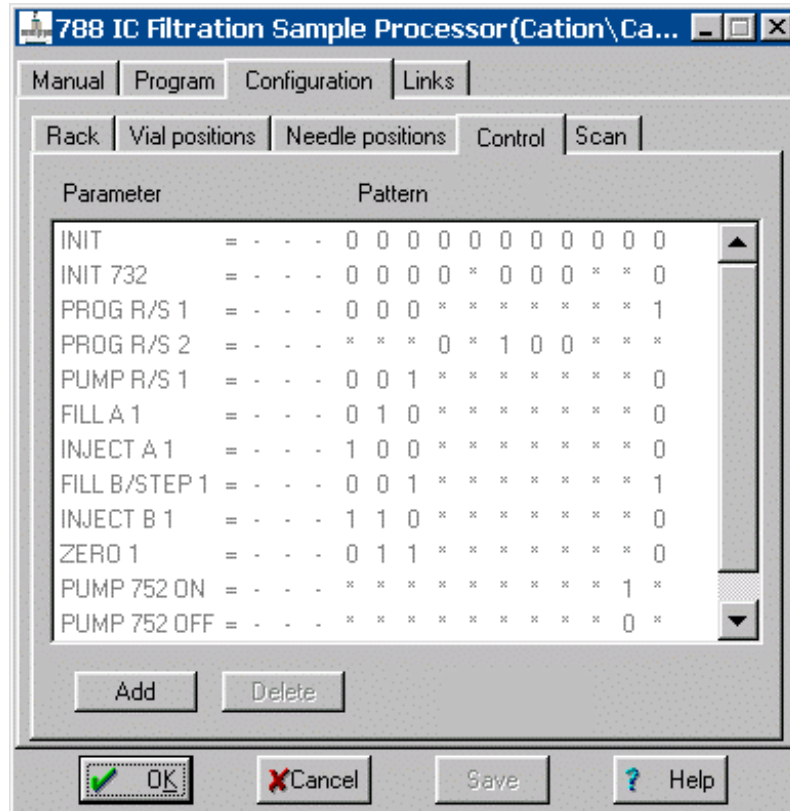 788 IC Filtration Sample Processor(Cation\Ca...
Manual Program Configuration Links
Rack Vial positions Needle positions Control Scan
Parameter Pattern
INIT = - - - 0 0 0 0 0 0 0 0 0 0 0
INIT 732 = - - - 0 0 0 0 * 0 0 0 * * 0
PROG R/S 1 = - - - 0 0 0 * * * * * * * 1
PROG R/S 2 = - - - * * * 0 * 1 0 0 * * *
PUMP R/S 1 = - - - 0 0 1 * * * * * * * 0
FILL A 1 = - - - 0 1 0 * * * * * * * 0
INJECT A 1 = - - - 1 0 0 * * * * * * * 0
FILL B/STEP 1 = - - - 0 0 1 * * * * * * * 1
INJECT B 1 = - - - 1 1 0 * * * * * * * 0
ZERO 1 = - - - 0 1 1 * * * * * * * 0
PUMP 752 ON = - - - * * * * * * * * * 1 *
PUMP 752 OFF = - - - * * * * * * * * * 0 *
Add Delete
OK Cancel Save ? Help